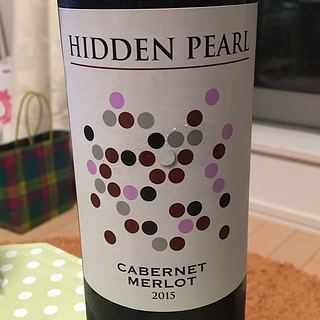 HIDDEN PEARL
CABERNET
MERLOT
2015